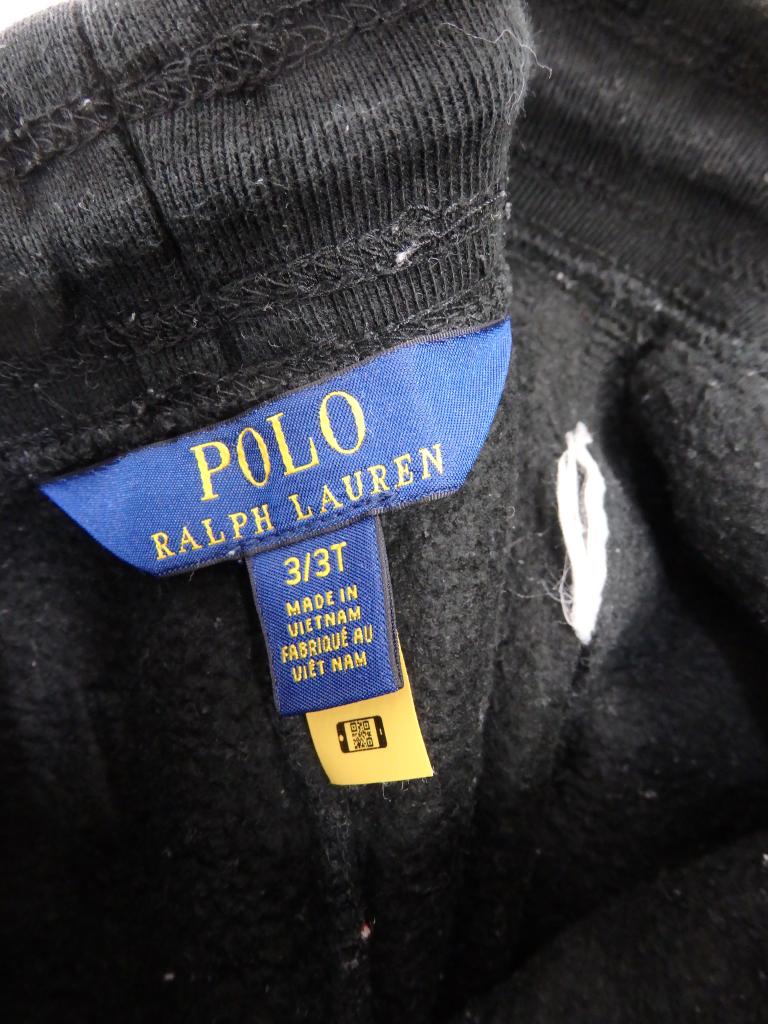 POLO
RALPH LAUREN
3/3T
MADE IN
VIETNAM
FABRIQUÉ AU
VIÊT NAM